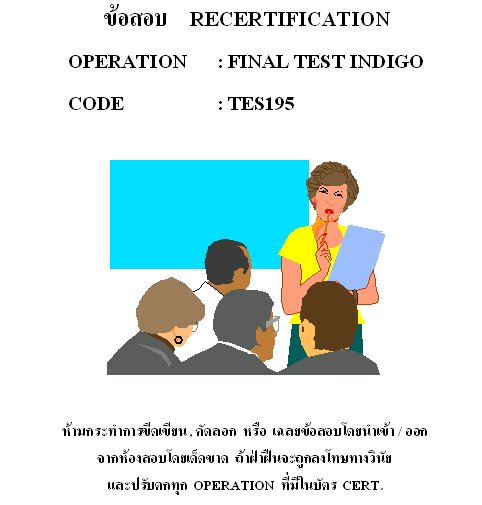 ข้อสอบ RECERTIFICATION
OPERATION : FINAL TEST INDIGO
CODE : TES195
ห้ามกระทำการขีดเขียน, คัดลอก หรือ เฉลยข้อสอบโดยนำเข้า / ออก
จากห้องสอบโดยเด็ดขาด ถ้าฝ่าฝืนจะถูกลงโทษทางวินัย
และปรับตกทุก OPERATION ที่มีในบัตร CERT.